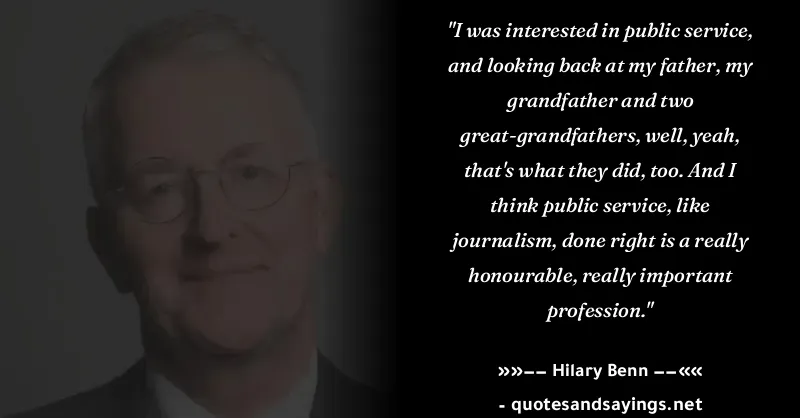 "I was interested in public service,
and looking back at my father, my
grandfather and two
great-grandfathers, well, yeah,
that's what they did, too. And I
think public service, like
journalism, done right is a really
honourable, really important
profession."
»»–– Hilary Benn ––««
- quotesandsayings.net